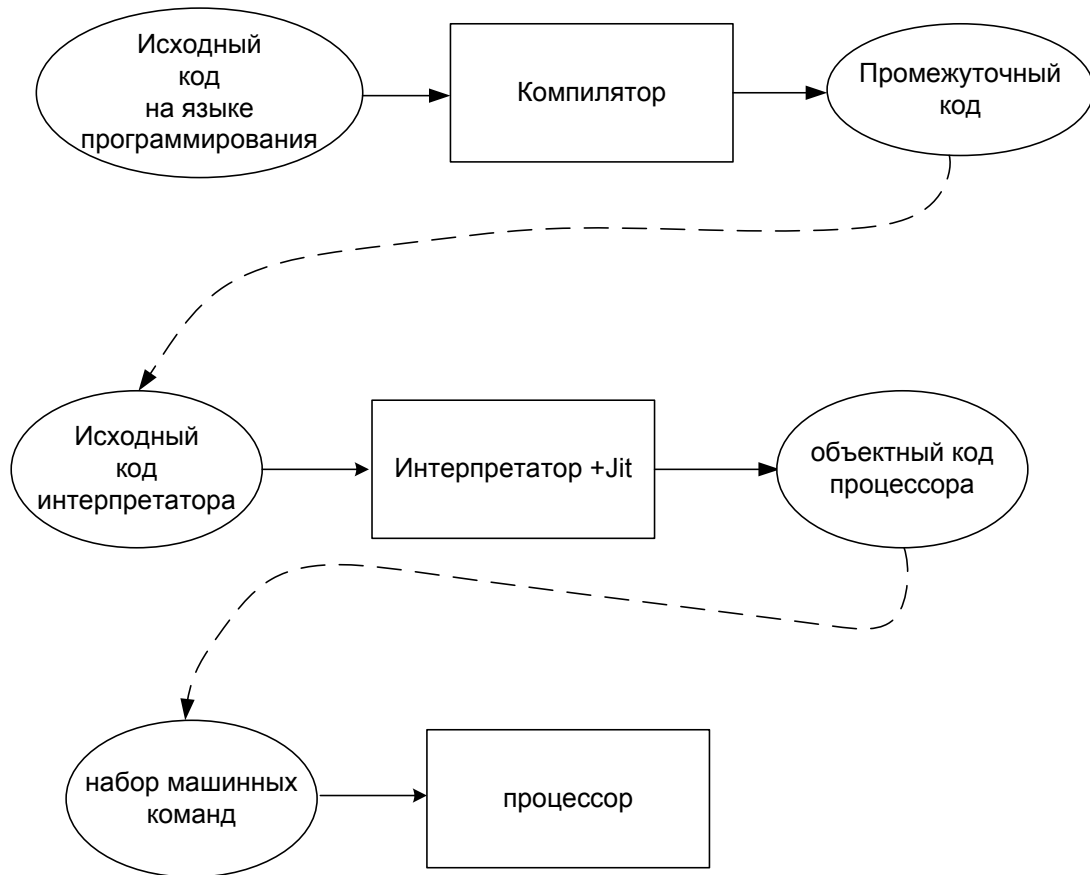 Исходный
код
на языке
программирования
Компилятор
Промежуточный
код
Исходный
код
интерпретатора
Интерпретатор +Jit
объектный код
процессора
набор машинных
команд
процессор